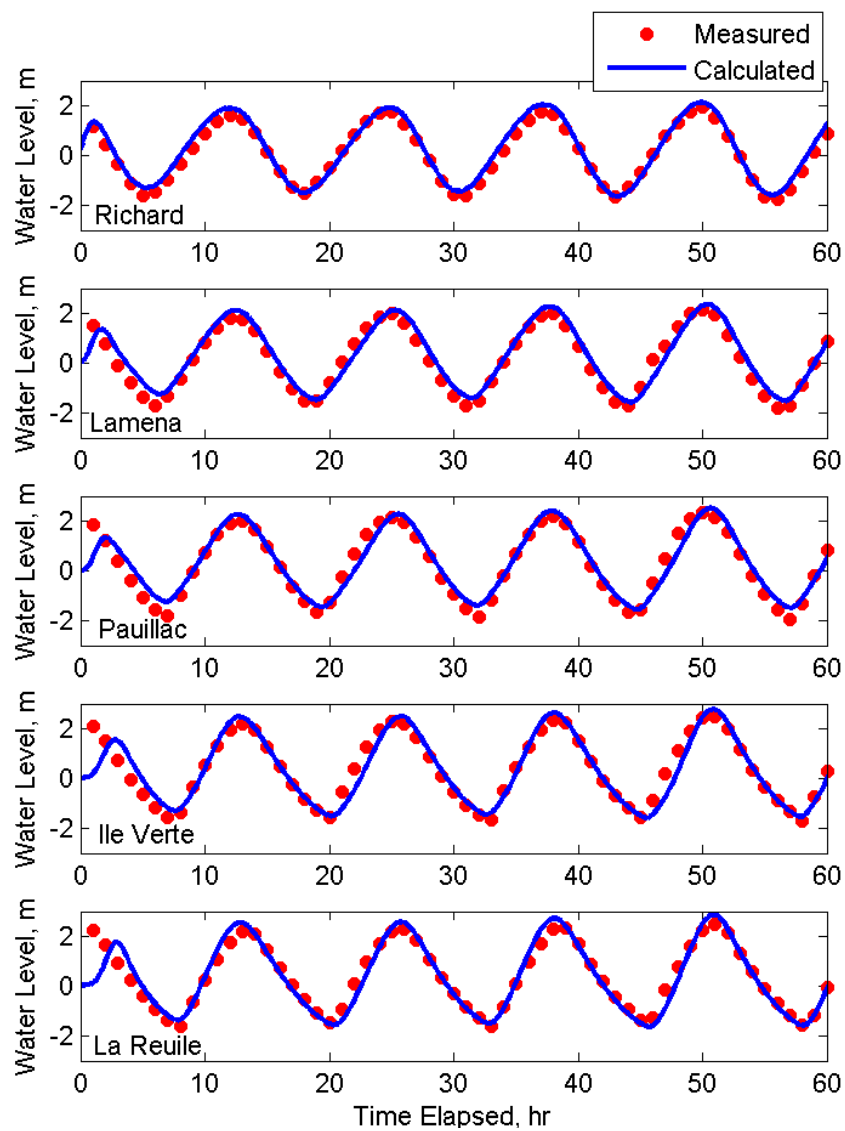 Measured
Calculated
Water Level, m
2
0
-2
Richard
0 10 20 30 40 50 60
Water Level, m
2
0
-2
Lamena
0 10 20 30 40 50 60
Water Level, m
2
0
-2
Pauillac
0 10 20 30 40 50 60
Water Level, m
2
0
-2
Ile Verte
0 10 20 30 40 50 60
Water Level, m
2
0
-2
La Reuile
0 10 20 30 40 50 60
Time Elapsed, hr